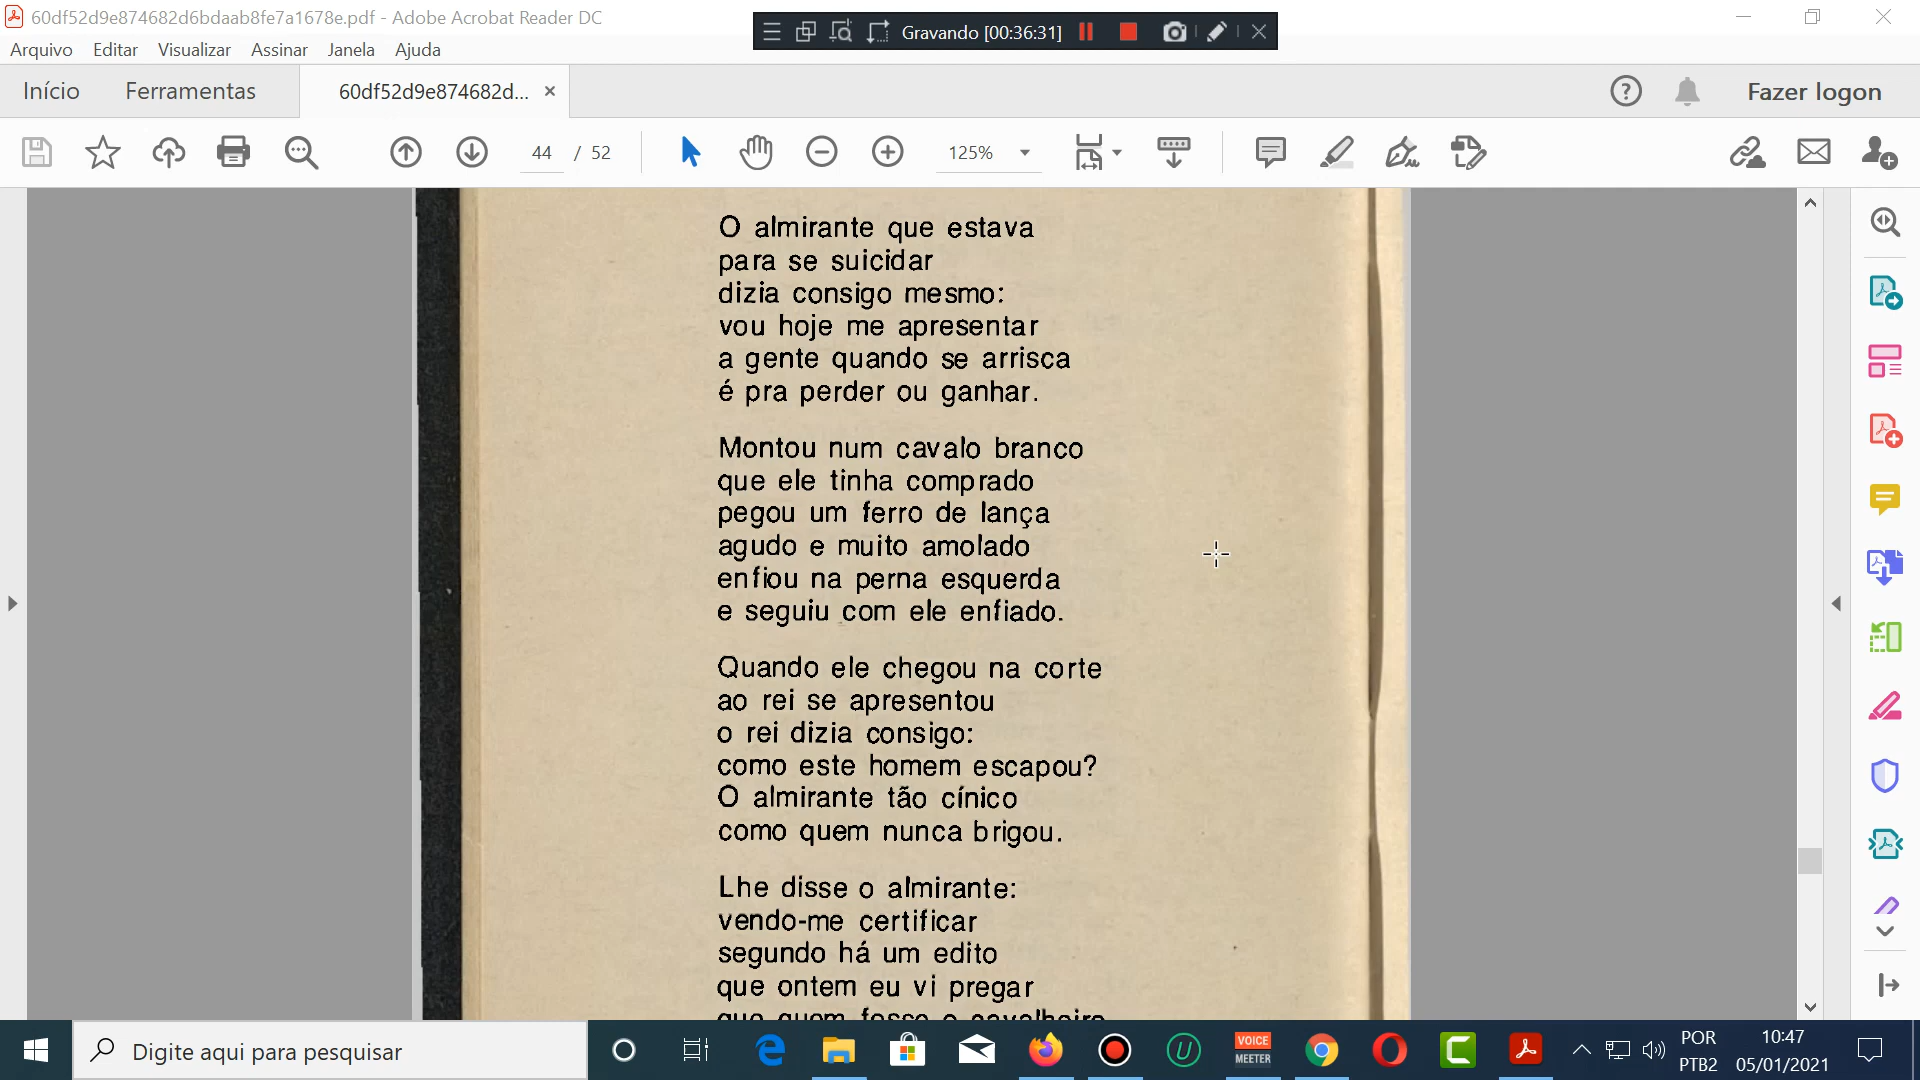 60df52d9e874682d6bdaab8fe7a1678e.pdf - Adobe Acrobat Reader DC
Gravando [00:36:31]
Arquivo Editar Visualizar Assinar Janela Ajuda
Início Ferramentas 60df52d9e874682d... Fazer logon
44 / 52 125%
O almirante que estava
para se suicidar
dizia consigo mesmo:
vou hoje me apresentar
a gente quando se arrisca
é pra perder ou ganhar.
Montou num cavalo branco
que ele tinha comprado
pegou um ferro de lança
agudo e muito amolado
enfiou na perna esquerda
e seguiu com ele enfiado.
Quando ele chegou na corte
ao rei se apresentou
o rei dizia consigo:
como este homem escapou?
O almirante tão cínico
como quem nunca brigou.
Lhe disse o almirante:
vendo-me certificar
segundo há um edito
que ontem eu vi pregar
que quem fosse o cavalheiro
Digite aqui para pesquisar
VOICE
MEETER
POR
PTB2
10:47
05/01/2021